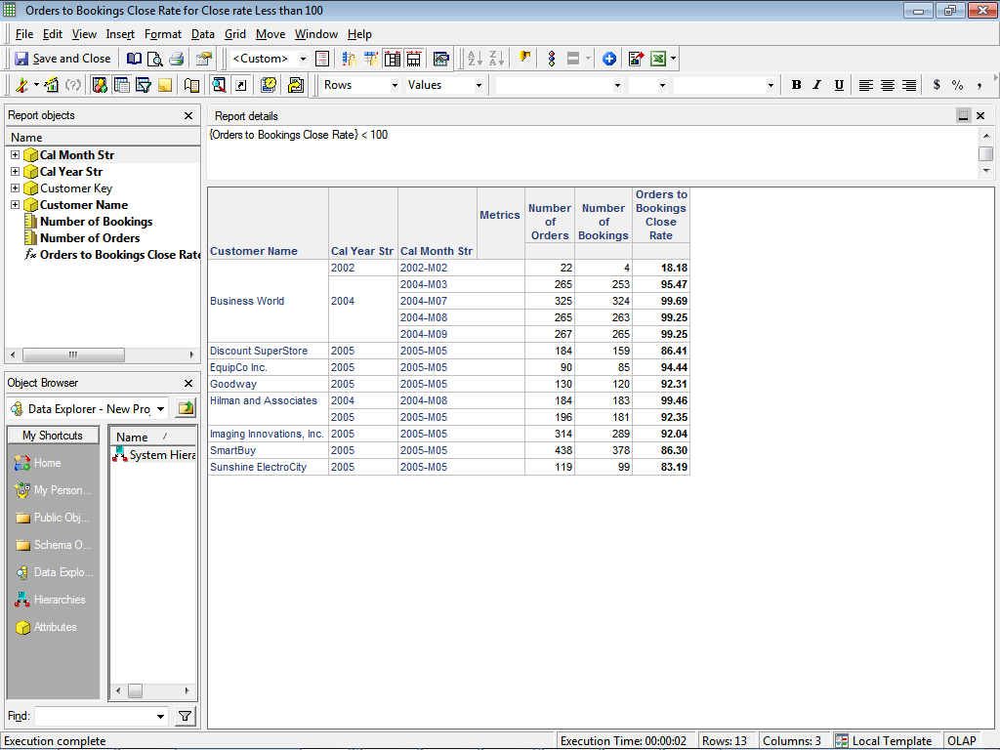 Orders to Bookings Close Rate for Close rate Less than 100
File Edit View Insert Format Data Grid Move Window Help
Save and Close <Custom>
Rows Values B I U $ % ,
Report objects
Name
Cal Month Str
Cal Year Str
Customer Key
Customer Name
Number of Bookings
Number of Orders
fx Orders to Bookings Close Rate
Object Browser
Data Explorer - New Pro
My Shortcuts
Home
My Person...
Public Obj...
Schema O...
Data Explo...
Hierarchies
Attributes
Name
System Hiera
Find:
Report details
{Orders to Bookings Close Rate} < 100
Customer Name Cal Year Str Cal Month Str Metrics Number of Orders Number of Bookings Orders to Bookings Close Rate
2002 2002-M02 22 4 18.18
2004-M03 265 253 95.47
Business World 2004 2004-M07 325 324 99.69
2004-M08 265 263 99.25
2004-M09 267 265 99.25
Discount SuperStore 2005 2005-M05 184 159 86.41
EquipCo Inc. 2005 2005-M05 90 85 94.44
Goodway 2005 2005-M05 130 120 92.31
Hilman and Associates 2004 2004-M08 184 183 99.46
2005 2005-M05 196 181 92.35
Imaging Innovations, Inc. 2005 2005-M05 314 289 92.04
SmartBuy 2005 2005-M05 438 378 86.30
Sunshine ElectroCity 2005 2005-M05 119 99 83.19
Execution complete Execution Time: 00:00:02 Rows: 13 Columns: 3 Local Template OLAP